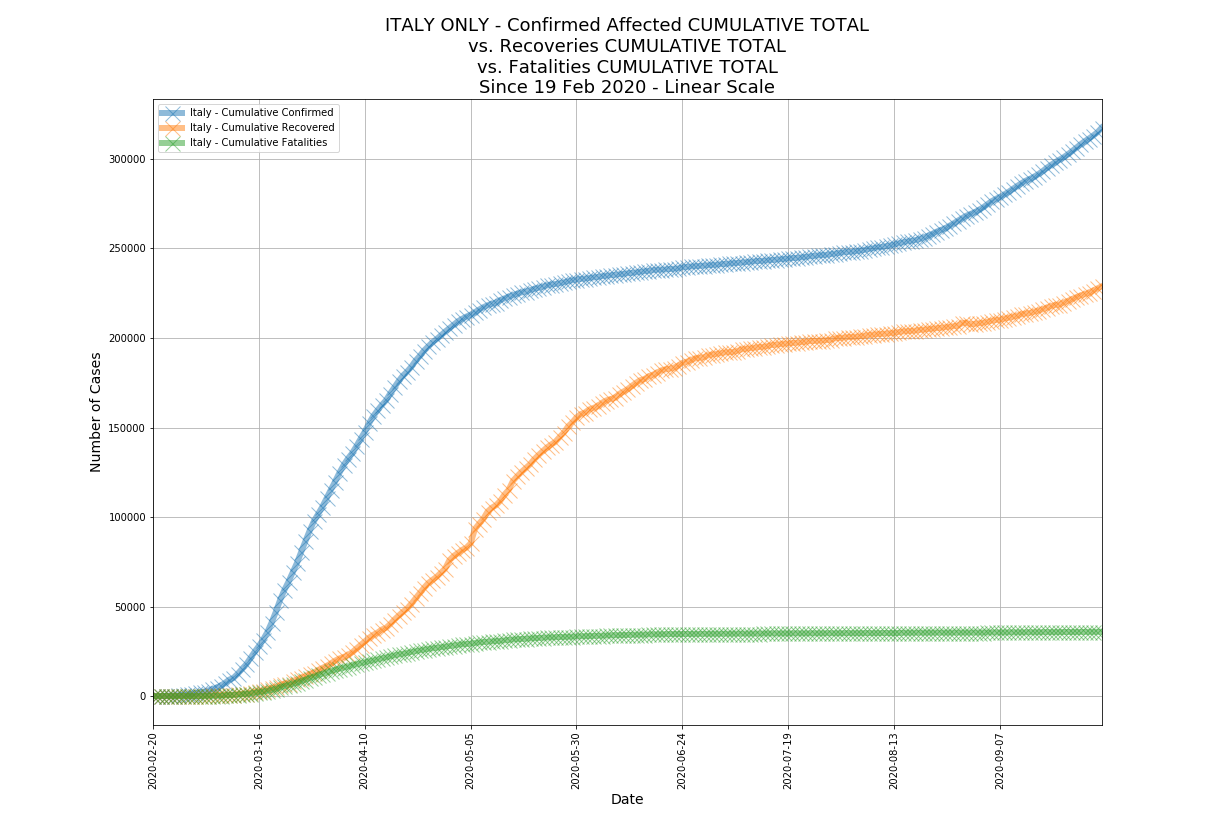 ITALY ONLY - Confirmed Affected CUMULATIVE TOTAL
vs. Recoveries CUMULATIVE TOTAL
vs. Fatalities CUMULATIVE TOTAL
Since 19 Feb 2020 - Linear Scale
Italy - Cumulative Confirmed
Italy - Cumulative Recovered
Italy - Cumulative Fatalities
Number of Cases
300000
250000
200000
150000
100000
50000
0
2020-02-20
2020-03-16
2020-04-10
2020-05-05
2020-05-30
2020-06-24
2020-07-19
2020-08-13
2020-09-07
Date